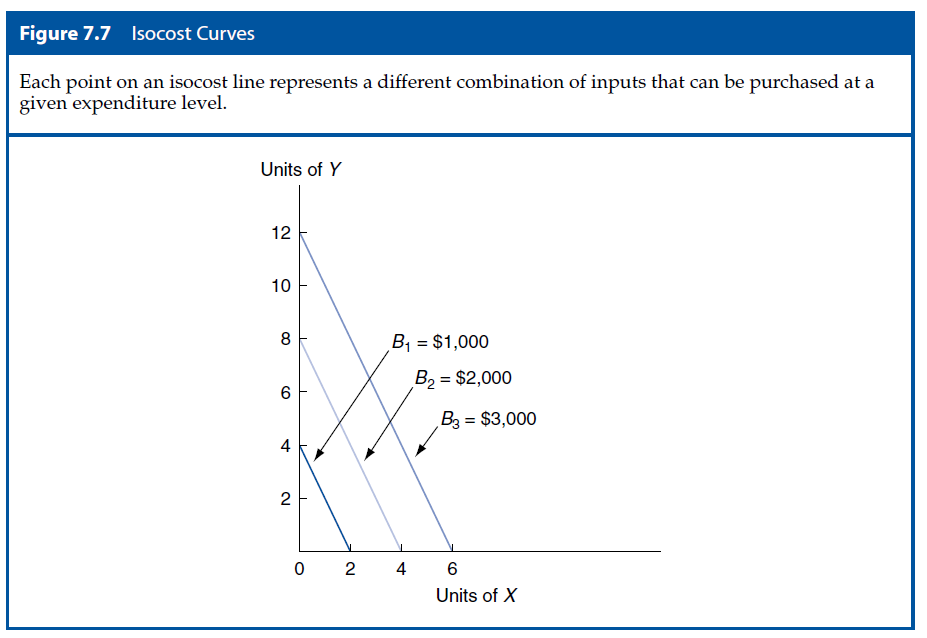 Figure 7.7 Isocost Curves
Each point on an isocost line represents a different combination of inputs that can be purchased at a
given expenditure level.
Units of Y
12
10
8
B₁ = $1,000
B₂ = $2,000
6
B₃ = $3,000
4
2
0 2 4 6
Units of X